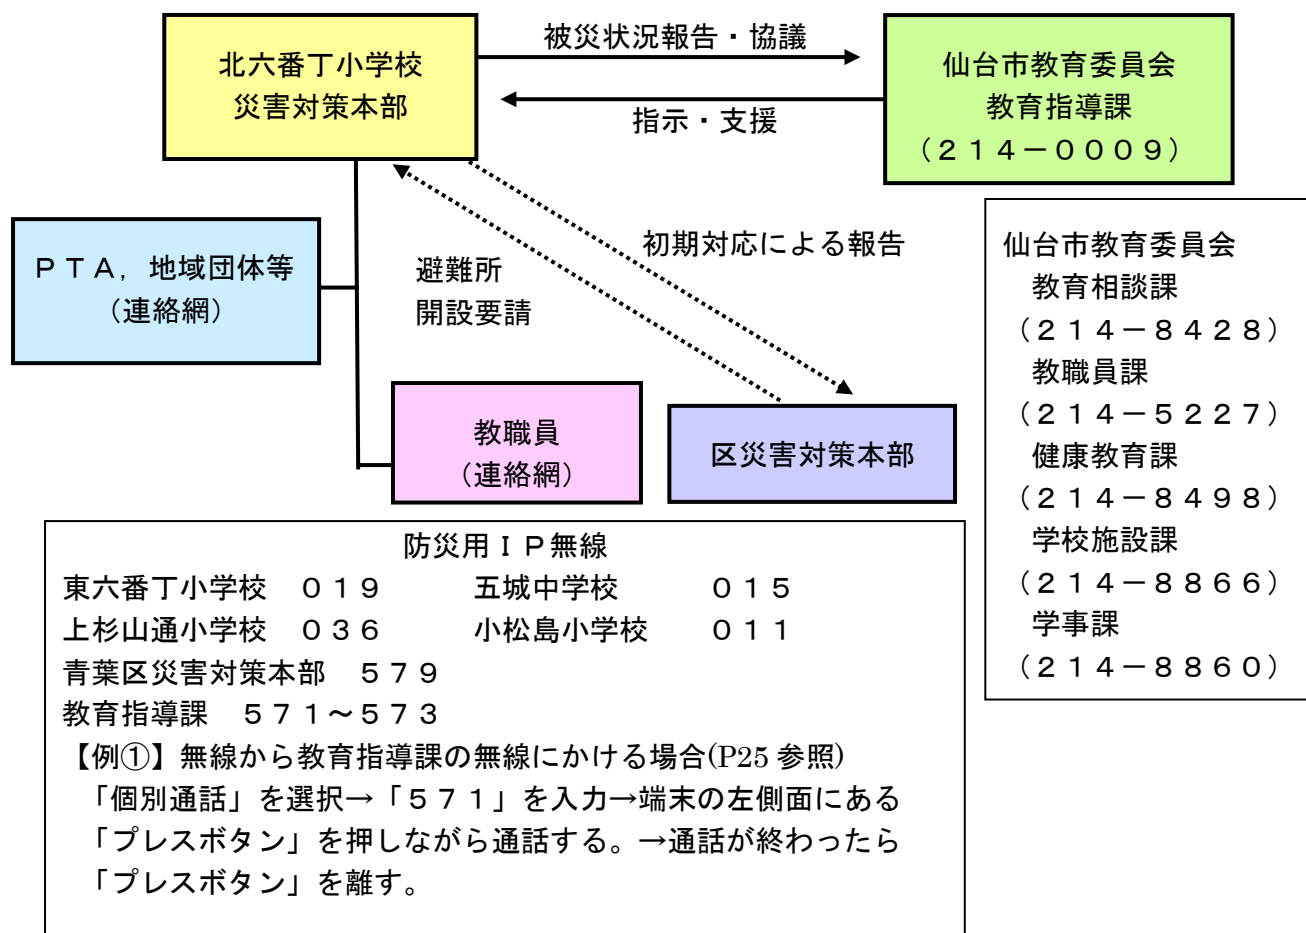 北六番丁小学校
災害対策本部
被災状況報告・協議
指示・支援
仙台市教育委員会
教育指導課
(２１４－０００９)
ＰＴＡ，地域団体等
（連絡網）
避難所
開設要請
初期対応による報告
教職員
（連絡網）
区災害対策本部
仙台市教育委員会
教育相談課
（２１４－８４２８）
教職員課
（２１４－５２２７）
健康教育課
（２１４－８４９８）
学校施設課
（２１４－８８６６）
学事課
（２１４－８８６０）
防災用ＩＰ無線
東六番丁小学校　０１９　　　五城中学校　　　０１５
上杉山通小学校　０３６　　　小松島小学校　　０１１
青葉区災害対策本部　５７９
教育指導課　５７１～５７３
【例①】無線から教育指導課の無線にかける場合(P25 参照)
「個別通話」を選択→「５７１」を入力→端末の左側面にある
「プレスボタン」を押しながら通話する。→通話が終わったら
「プレスボタン」を離す。